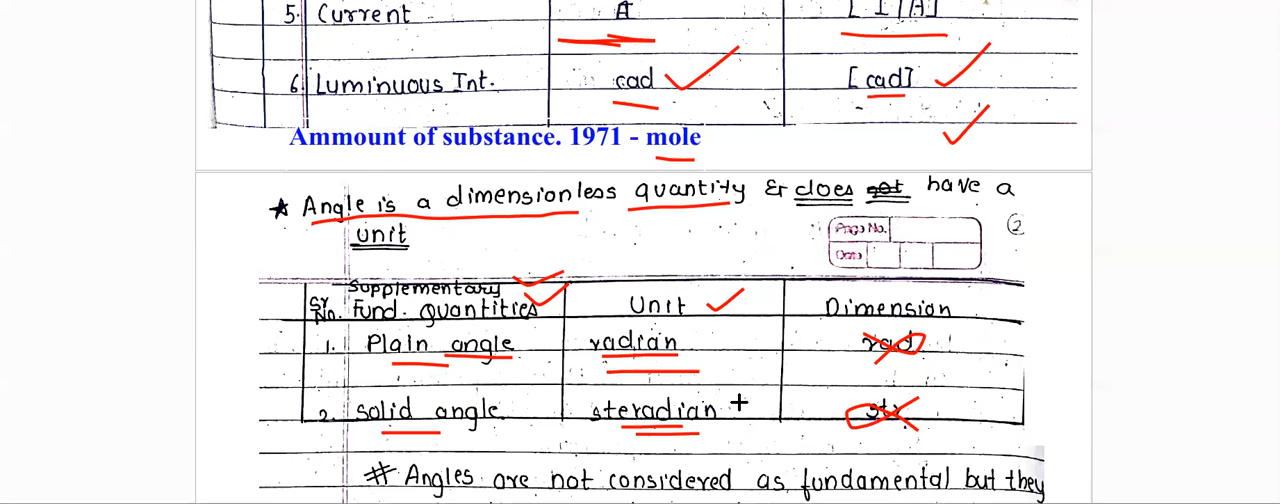 5. Current A [I/A]
6. Luminuous Int. cad [cad]
Ammount of substance. 1971 - mole
* Angle is a dimensionless quantity & does not have a
unit
Page No. 2
Date
Supplementary
Sr No. Fund. quantities Unit Dimension
1. Plain angle radian rad
2. Solid angle steradian + str
# Angles are not considered as fundamental but they